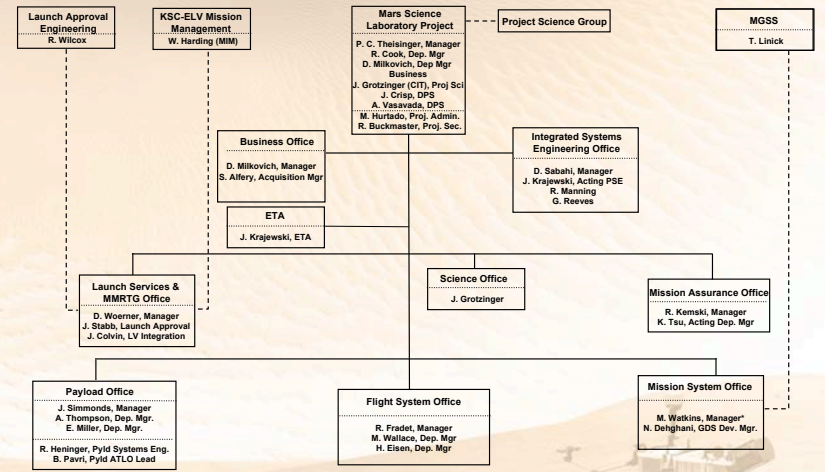 Launch Approval
Engineering
R. Wilcox
KSC-ELV Mission
Management
W. Harding (MIM)
Mars Science
Laboratory Project
P. C. Theisinger, Manager
R. Cook, Dep. Mgr
D. Milkovich, Dep Mgr
Business
J. Grotzinger (CIT), Proj Sci
J. Crisp, DPS
A. Vasavada, DPS
M. Hurtado, Proj. Admin.
R. Buckmaster, Proj. Sec.
Project Science Group
MGSS
T. Linick
Business Office
D. Milkovich, Manager
S. Alfery, Acquisition Mgr
Integrated Systems
Engineering Office
D. Sabahi, Manager
J. Krajewski, Acting PSE
R. Manning
G. Reeves
ETA
J. Krajewski, ETA
Launch Services &
MMRTG Office
D. Woerner, Manager
J. Stabb, Launch Approval
J. Colvin, LV Integration
Science Office
J. Grotzinger
Mission Assurance Office
R. Kemski, Manager
K. Tsu, Acting Dep. Mgr
Payload Office
J. Simmonds, Manager
A. Thompson, Dep. Mgr.
E. Miller, Dep. Mgr.
R. Heninger, Pyld Systems Eng.
B. Pavri, Pyld ATLO Lead
Flight System Office
R. Fradet, Manager
M. Wallace, Dep. Mgr
H. Eisen, Dep. Mgr
Mission System Office
M. Watkins, Manager*
N. Dehghani, GDS Dev. Mgr.